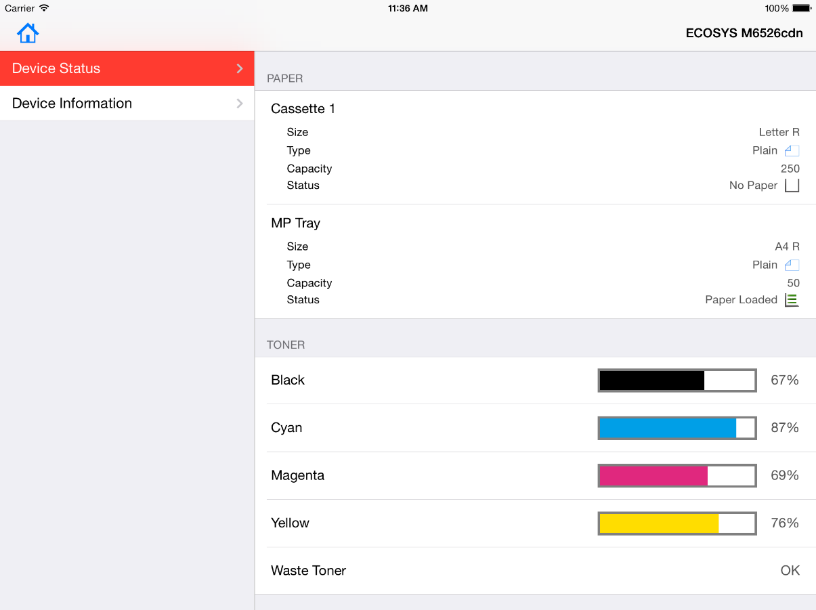 Carrier 11:36 AM 100%
ECOSYS M6526cdn
Device Status
Device Information
PAPER
Cassette 1
Size Letter R
Type Plain
Capacity 250
Status No Paper
MP Tray
Size A4 R
Type Plain
Capacity 50
Status Paper Loaded
TONER
Black 67%
Cyan 87%
Magenta 69%
Yellow 76%
Waste Toner OK